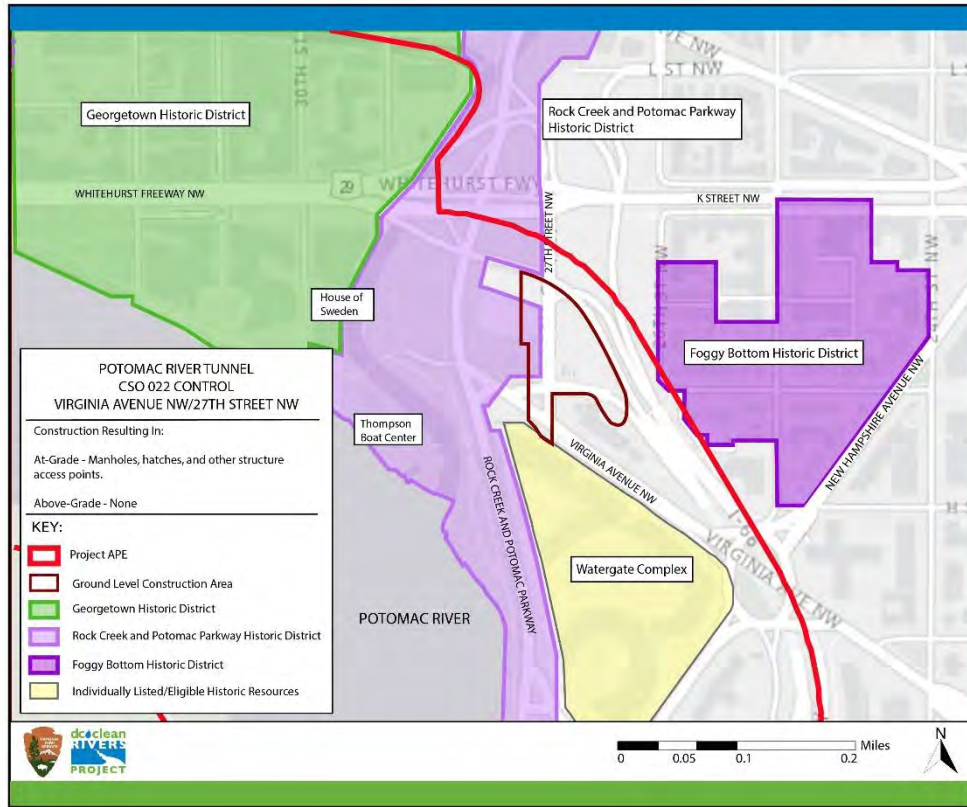 30TH ST
L ST NW
Georgetown Historic District
Rock Creek and Potomac Parkway
Historic District
WHITEHURST FREEWAY NW
29
WHITEHURST FWY
K STREET NW
27TH STREET NW
House of
Sweden
Foggy Bottom Historic District
POTOMAC RIVER TUNNEL
CSO 022 CONTROL
VIRGINIA AVENUE NW/27TH STREET NW
Construction Resulting In:
At-Grade - Manholes, hatches, and other structure
access points.
Above-Grade - None
KEY:
Project APE
Ground Level Construction Area
Georgetown Historic District
Rock Creek and Potomac Parkway Historic District
Foggy Bottom Historic District
Individually Listed/Eligible Historic Resources
Thompson
Boat Center
ROCK CREEK AND POTOMAC PARKWAY
VIRGINIA AVENUE NW
NEW HAMPSHIRE AVENUE NW
I-66
VIRGINIA AVE NW
Watergate Complex
POTOMAC RIVER
dc clean
RIVERS
PROJECT
0 0.05 0.1 0.2
Miles
N